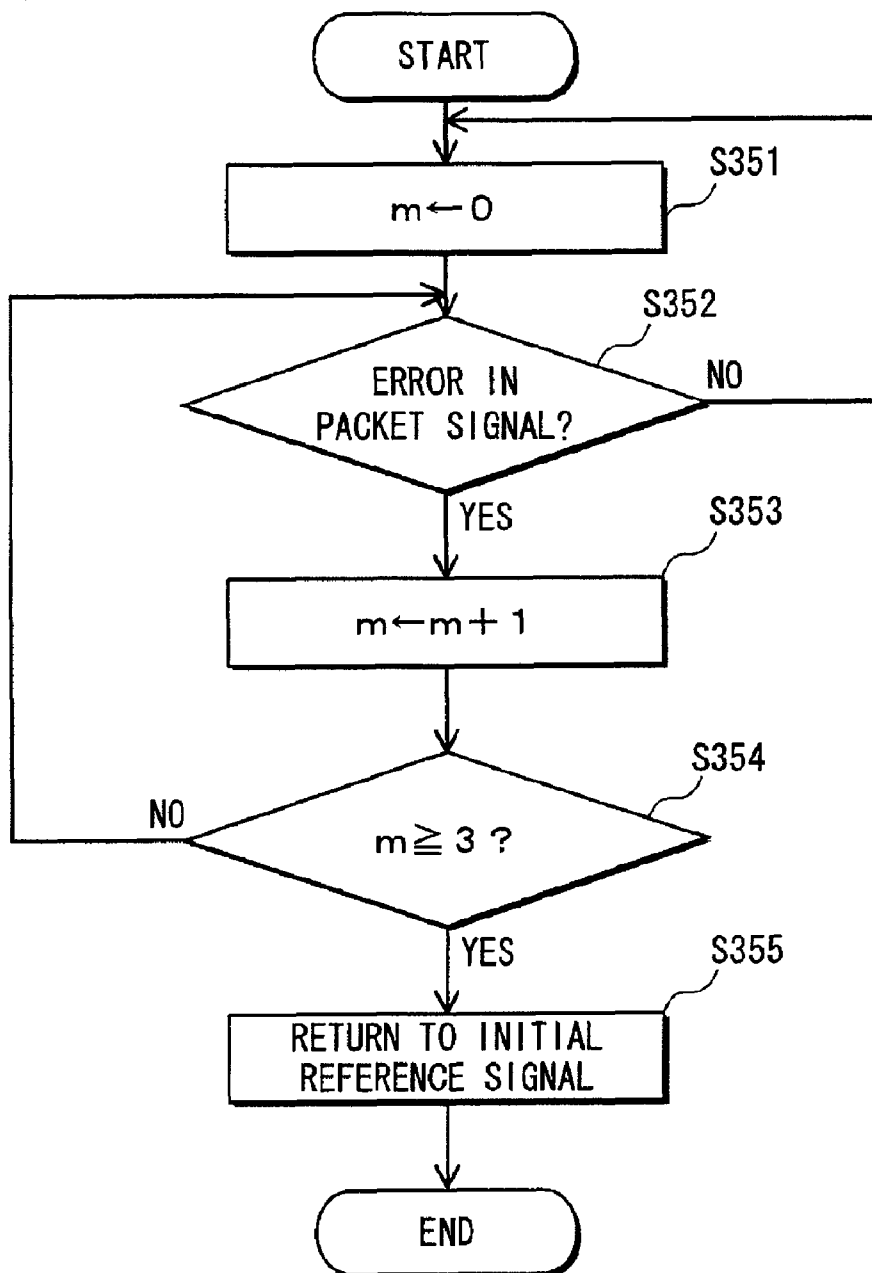 START
S351
m←0
S352
ERROR IN
PACKET SIGNAL?
NO
YES
S353
m←m+1
S354
NO
m≧3?
YES
S355
RETURN TO INITIAL
REFERENCE SIGNAL
END